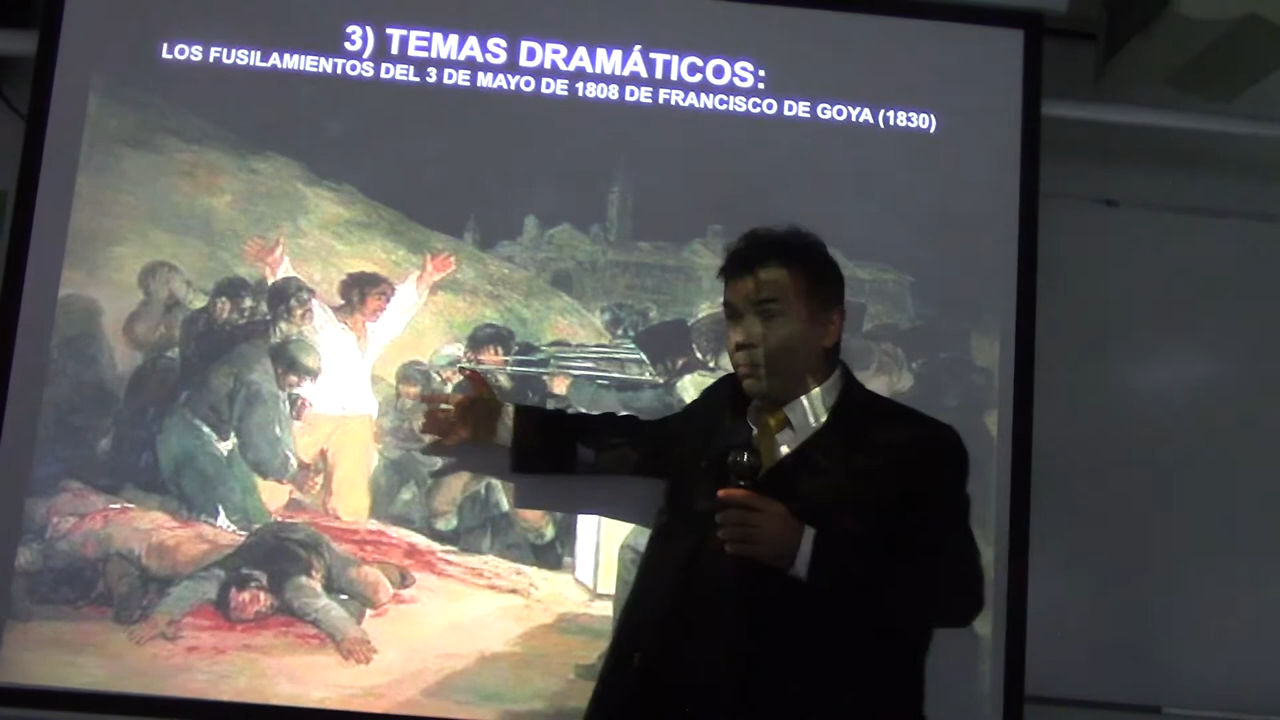 3) TEMAS DRAMÁTICOS:
LOS FUSILAMIENTOS DEL 3 DE MAYO DE 1808 DE FRANCISCO DE GOYA (1830)